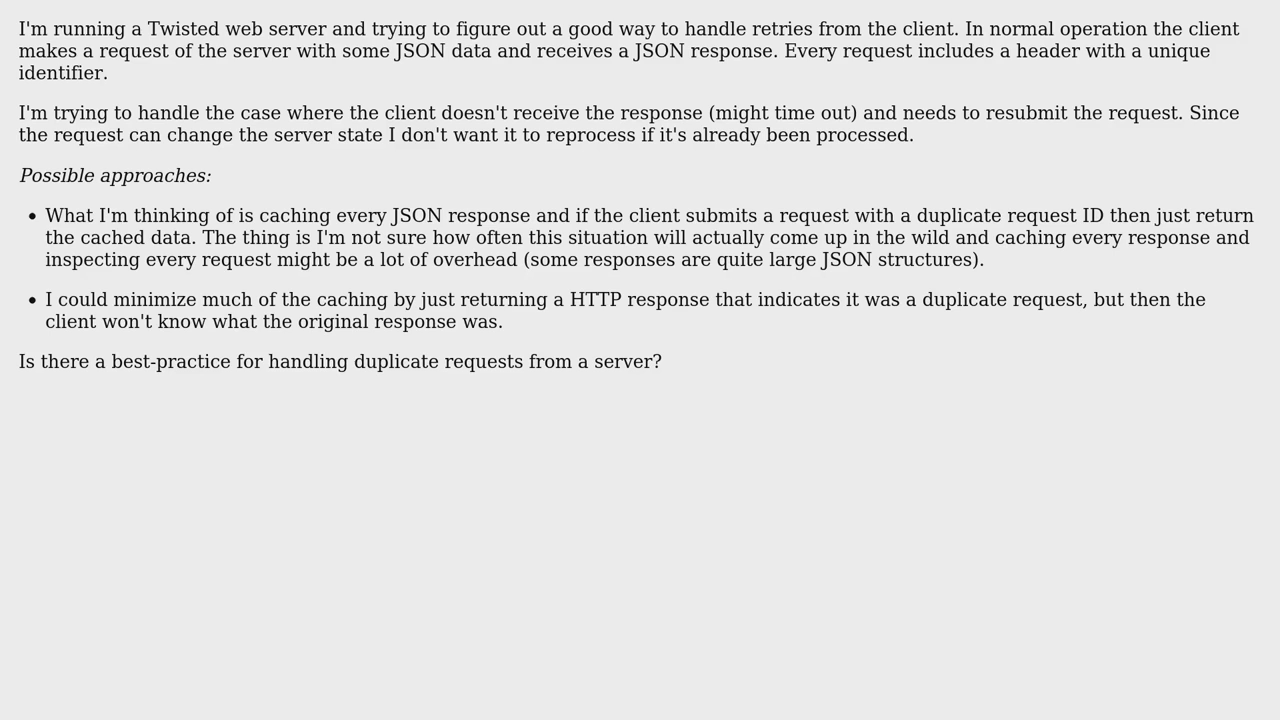 I'm running a Twisted web server and trying to figure out a good way to handle retries from the client. In normal operation the client
makes a request of the server with some JSON data and receives a JSON response. Every request includes a header with a unique
identifier.
I'm trying to handle the case where the client doesn't receive the response (might time out) and needs to resubmit the request. Since
the request can change the server state I don't want it to reprocess if it's already been processed.
Possible approaches:
• What I'm thinking of is caching every JSON response and if the client submits a request with a duplicate request ID then just return
the cached data. The thing is I'm not sure how often this situation will actually come up in the wild and caching every response and
inspecting every request might be a lot of overhead (some responses are quite large JSON structures).
• I could minimize much of the caching by just returning a HTTP response that indicates it was a duplicate request, but then the
client won't know what the original response was.
Is there a best-practice for handling duplicate requests from a server?